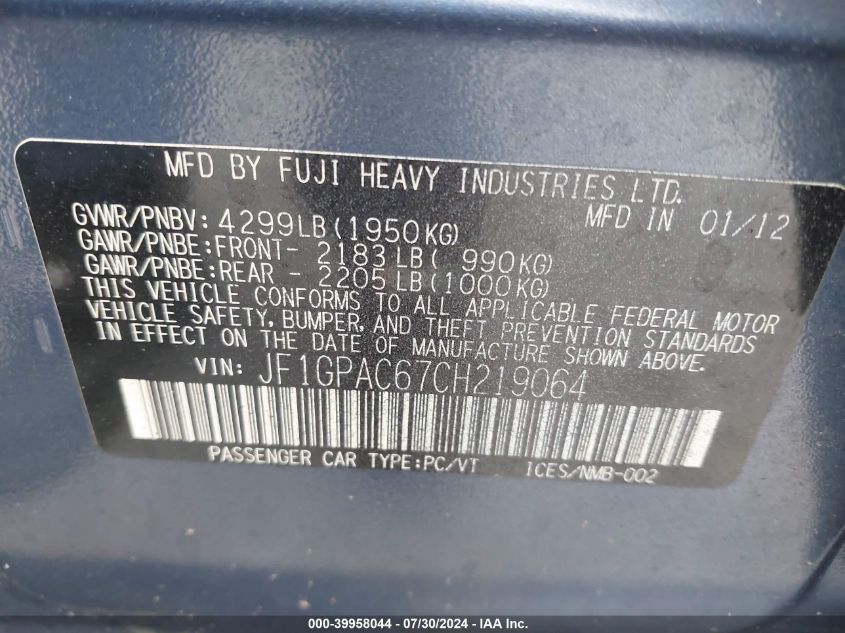 MFD BY FUJI HEAVY INDUSTRIES LTD.
GVWR/PNBV: 4299LB(1950KG) MFD IN 01/12
GAWR/PNBE:FRONT- 2183LB( 990KG)
GAWR/PNBE:REAR - 2205LB(1000KG)
THIS VEHICLE CONFORMS TO ALL APPLICABLE FEDERAL MOTOR
VEHICLE SAFETY, BUMPER, AND THEFT PREVENTION STANDARDS
IN EFFECT ON THE DATE OF MANUFACTURE SHOWN ABOVE.
VIN: JF1GPAC67CH219064
PASSENGER CAR TYPE:PC/VT ICES/NMB-002
000-39958044 / 07/30/2024 - IAA Inc.